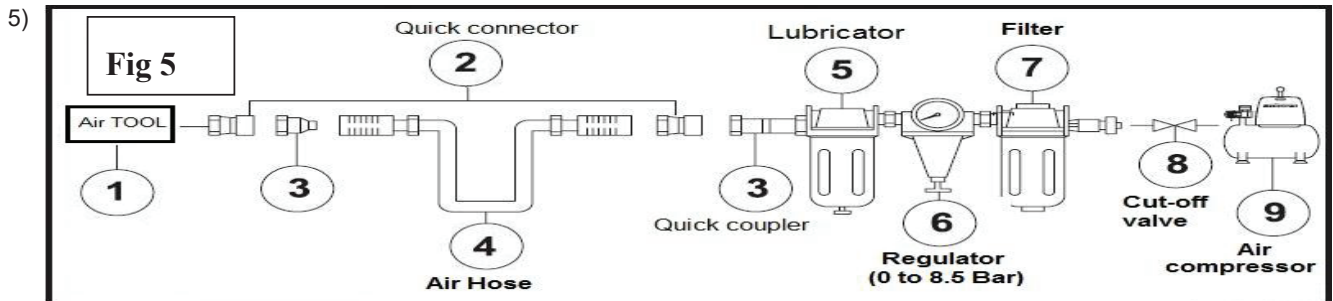 5)
Fig 5
Quick connector
2
Lubricator
5
Filter
7
Air TOOL
1
3
4
Air Hose
3
Quick coupler
6
Regulator
(0 to 8.5 Bar)
8
Cut-off
valve
9
Air
compressor